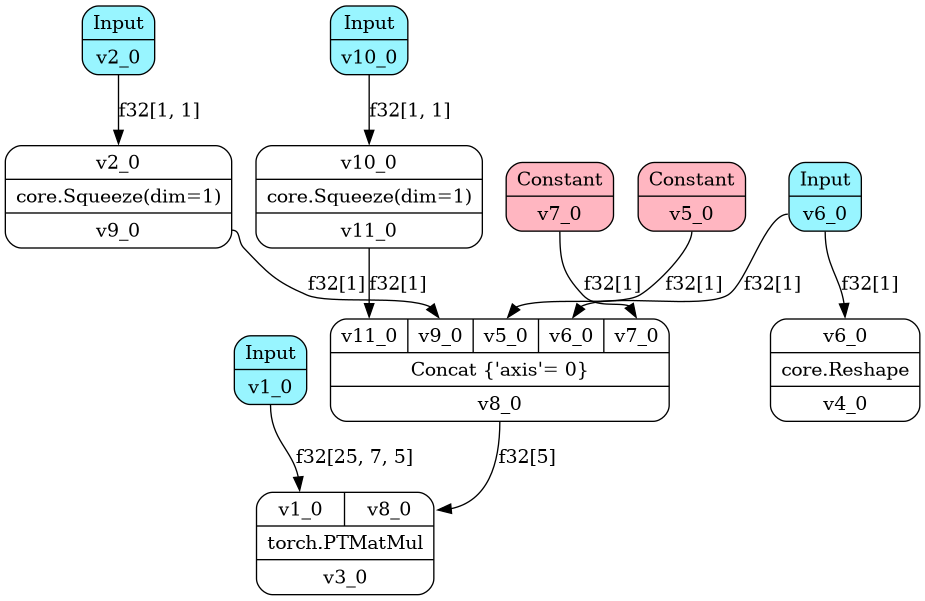 Input
v2_0
Input
v10_0
f32[1, 1]
f32[1, 1]
v2_0
core.Squeeze(dim=1)
v9_0
v10_0
core.Squeeze(dim=1)
v11_0
Constant
v7_0
Constant
v5_0
Input
v6_0
f32[1]
f32[1]
f32[1]
f32[1]
f32[1]
f32[1]
Input
v1_0
v11_0 v9_0 v5_0 v6_0 v7_0
Concat {'axis'= 0}
v8_0
v6_0
core.Reshape
v4_0
f32[25, 7, 5]
f32[5]
v1_0 v8_0
torch.PTMatMul
v3_0